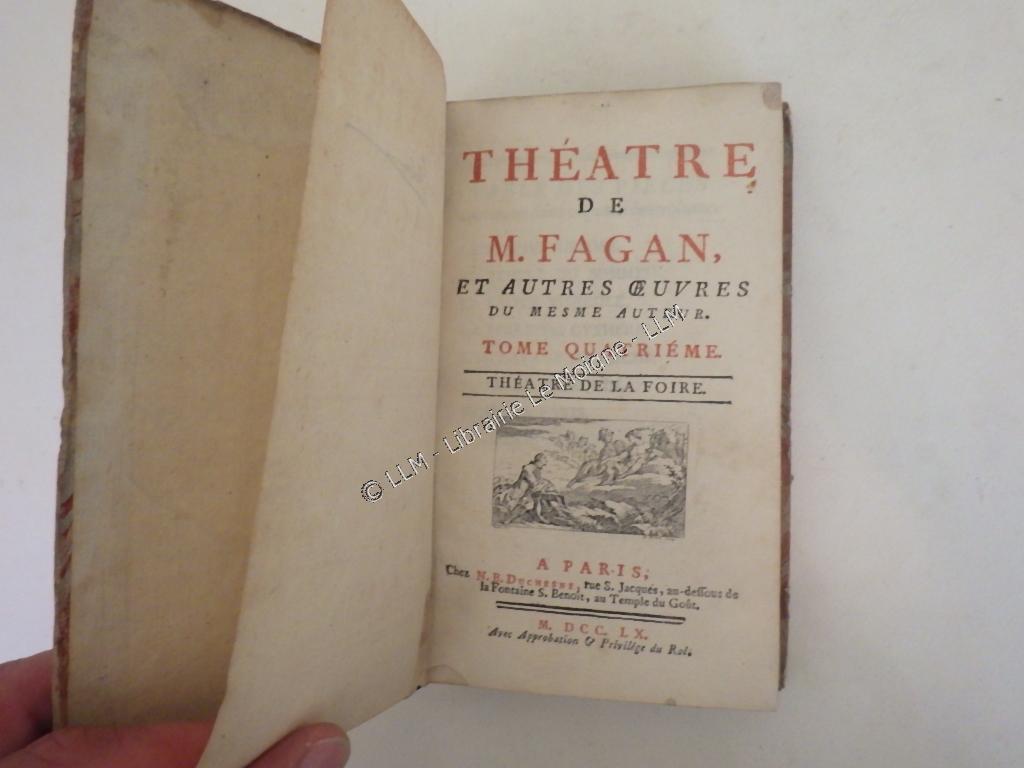 THÉATRE
DE
M. FAGAN,
ET AUTRES ŒUVRES
DU MESME AUTEUR.
TOME QUATRIÉME.
THÉATRE DE LA FOIRE.
© LLM - Librairie Le Moigne - LLM
A PARIS,
Chez N. B. DUCHESNE, rue S. Jacques, au-dessous de
la Fontaine S. Benoît, au Temple du Goût.
M. DCC. LX.
Avec Approbation & Privilége du Roi.